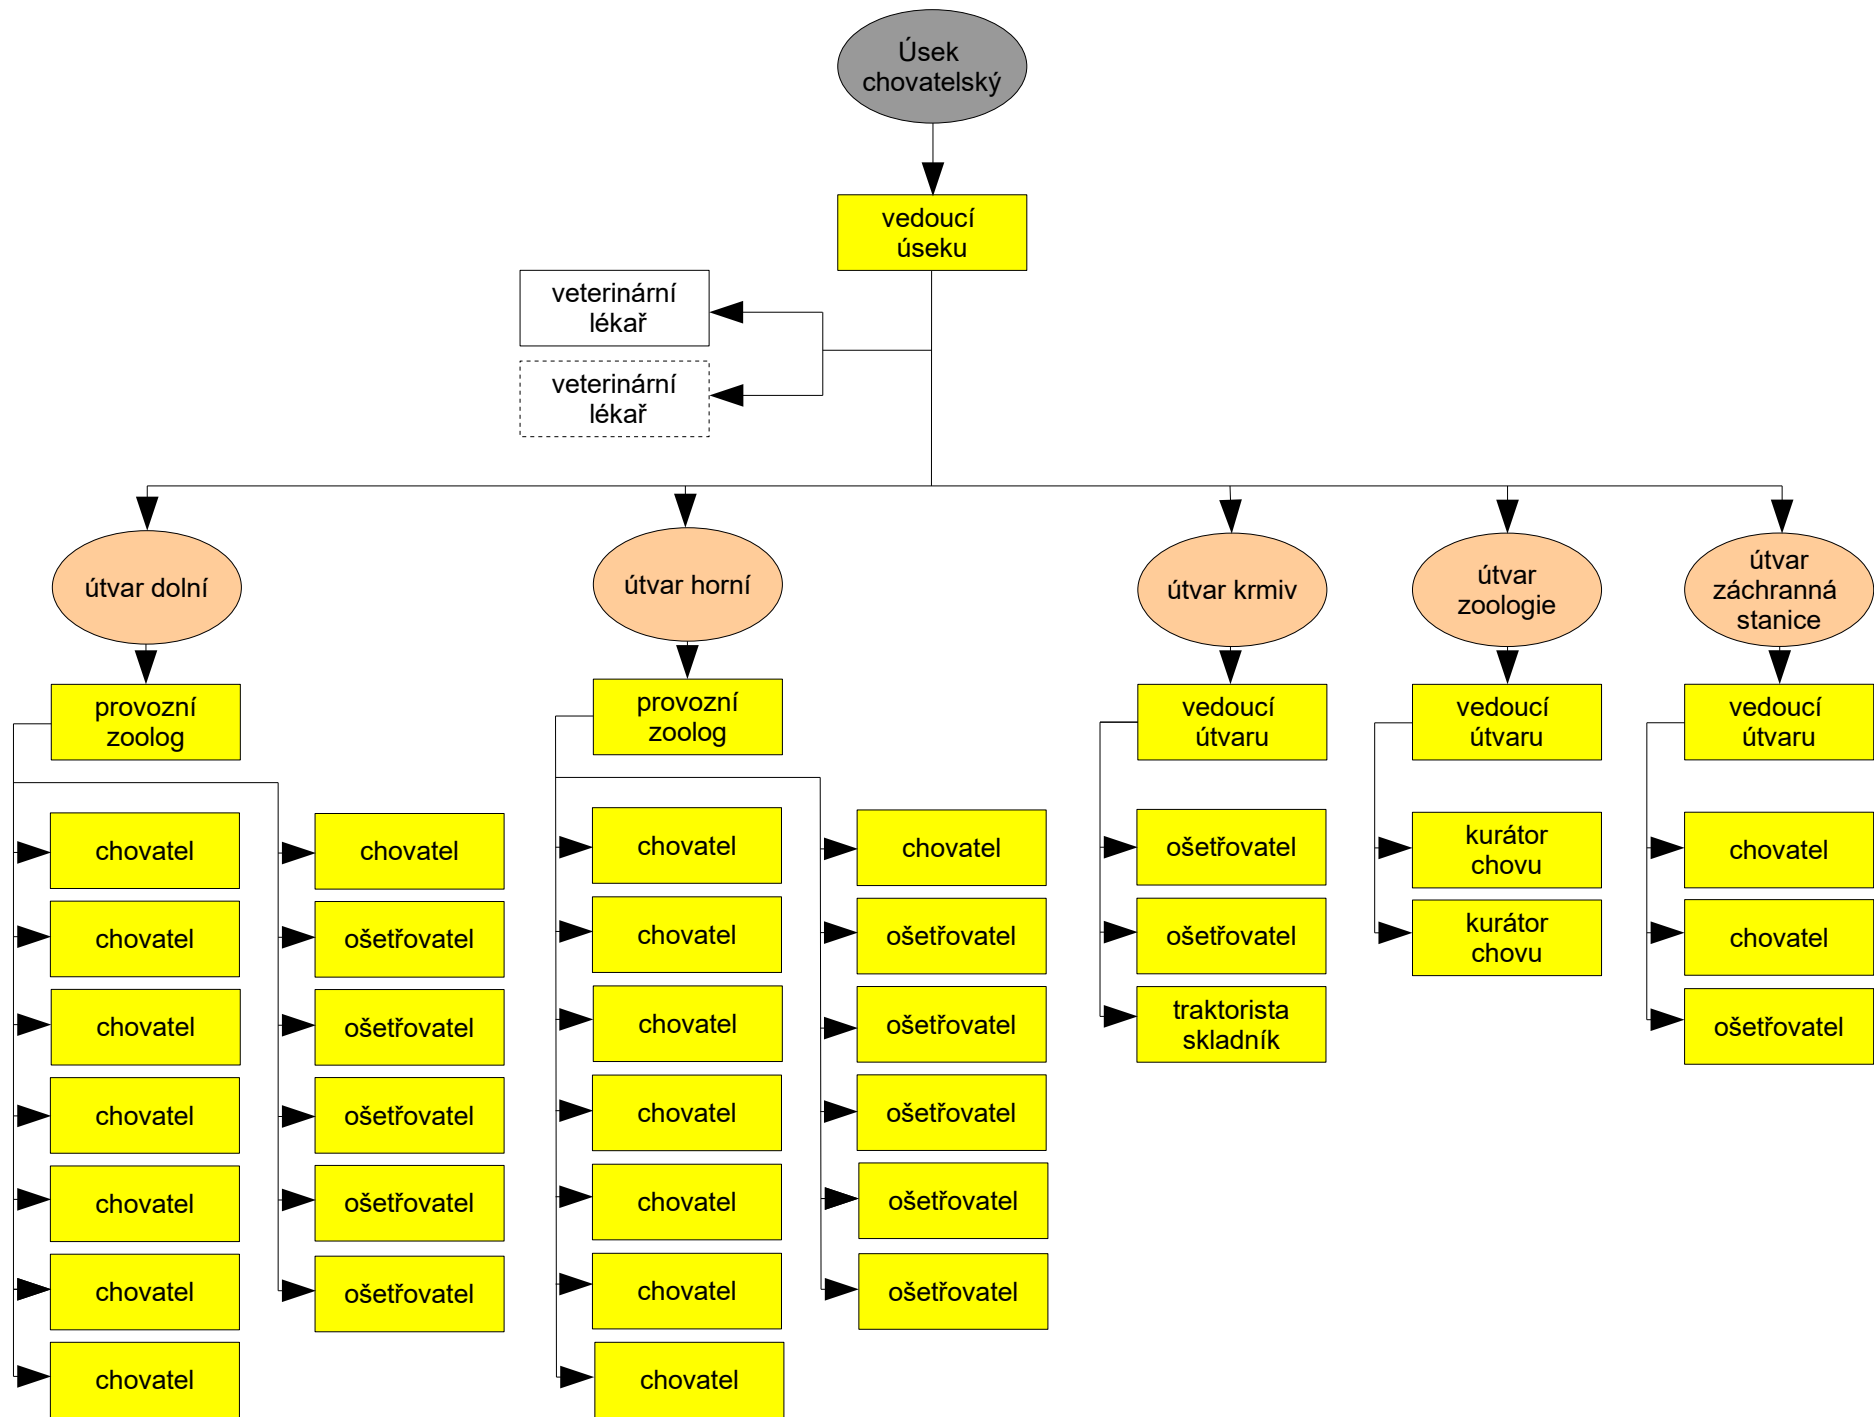 Úsek
chovatelský
vedoucí
úseku
veterinární
lékař
veterinární
lékař
útvar dolní
provozní
zoolog
chovatel
chovatel
chovatel
chovatel
chovatel
chovatel
chovatel
chovatel
ošetřovatel
ošetřovatel
ošetřovatel
ošetřovatel
ošetřovatel
útvar horní
provozní
zoolog
chovatel
chovatel
chovatel
chovatel
chovatel
chovatel
chovatel
chovatel
ošetřovatel
ošetřovatel
ošetřovatel
ošetřovatel
ošetřovatel
útvar krmiv
vedoucí
útvaru
ošetřovatel
ošetřovatel
traktorista
skladník
útvar
zoologie
vedoucí
útvaru
kurátor
chovu
kurátor
chovu
útvar
záchranná
stanice
vedoucí
útvaru
chovatel
chovatel
ošetřovatel